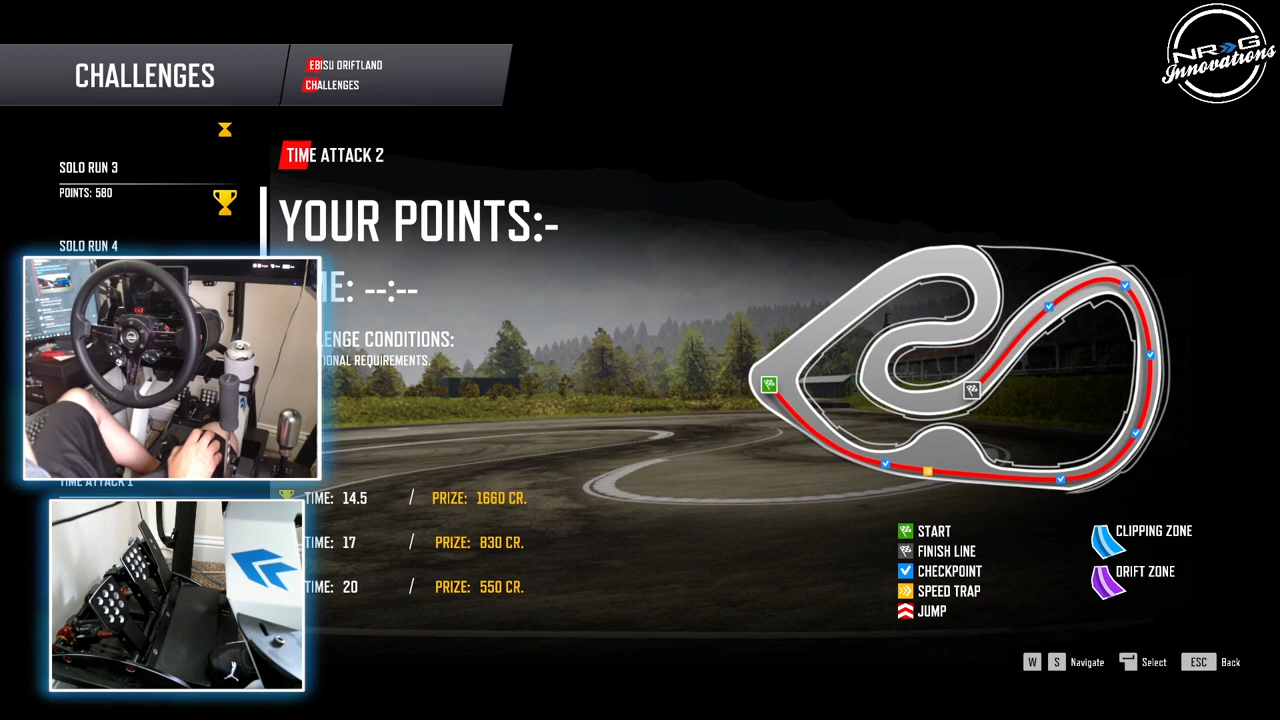 NRG
Innovations
CHALLENGES
EBISU DRIFTLAND
CHALLENGES
SOLO RUN 3
POINTS: 580
SOLO RUN 4
TIME ATTACK 1
TIME ATTACK 2
YOUR POINTS:-
ME: --:--
LENGE CONDITIONS:
TIONAL REQUIREMENTS.
TIME: 14.5 / PRIZE: 1660 CR.
TIME: 17 / PRIZE: 830 CR.
TIME: 20 / PRIZE: 550 CR.
START
FINISH LINE
CHECKPOINT
SPEED TRAP
JUMP
CLIPPING ZONE
DRIFT ZONE
W S Navigate Select ESC Back